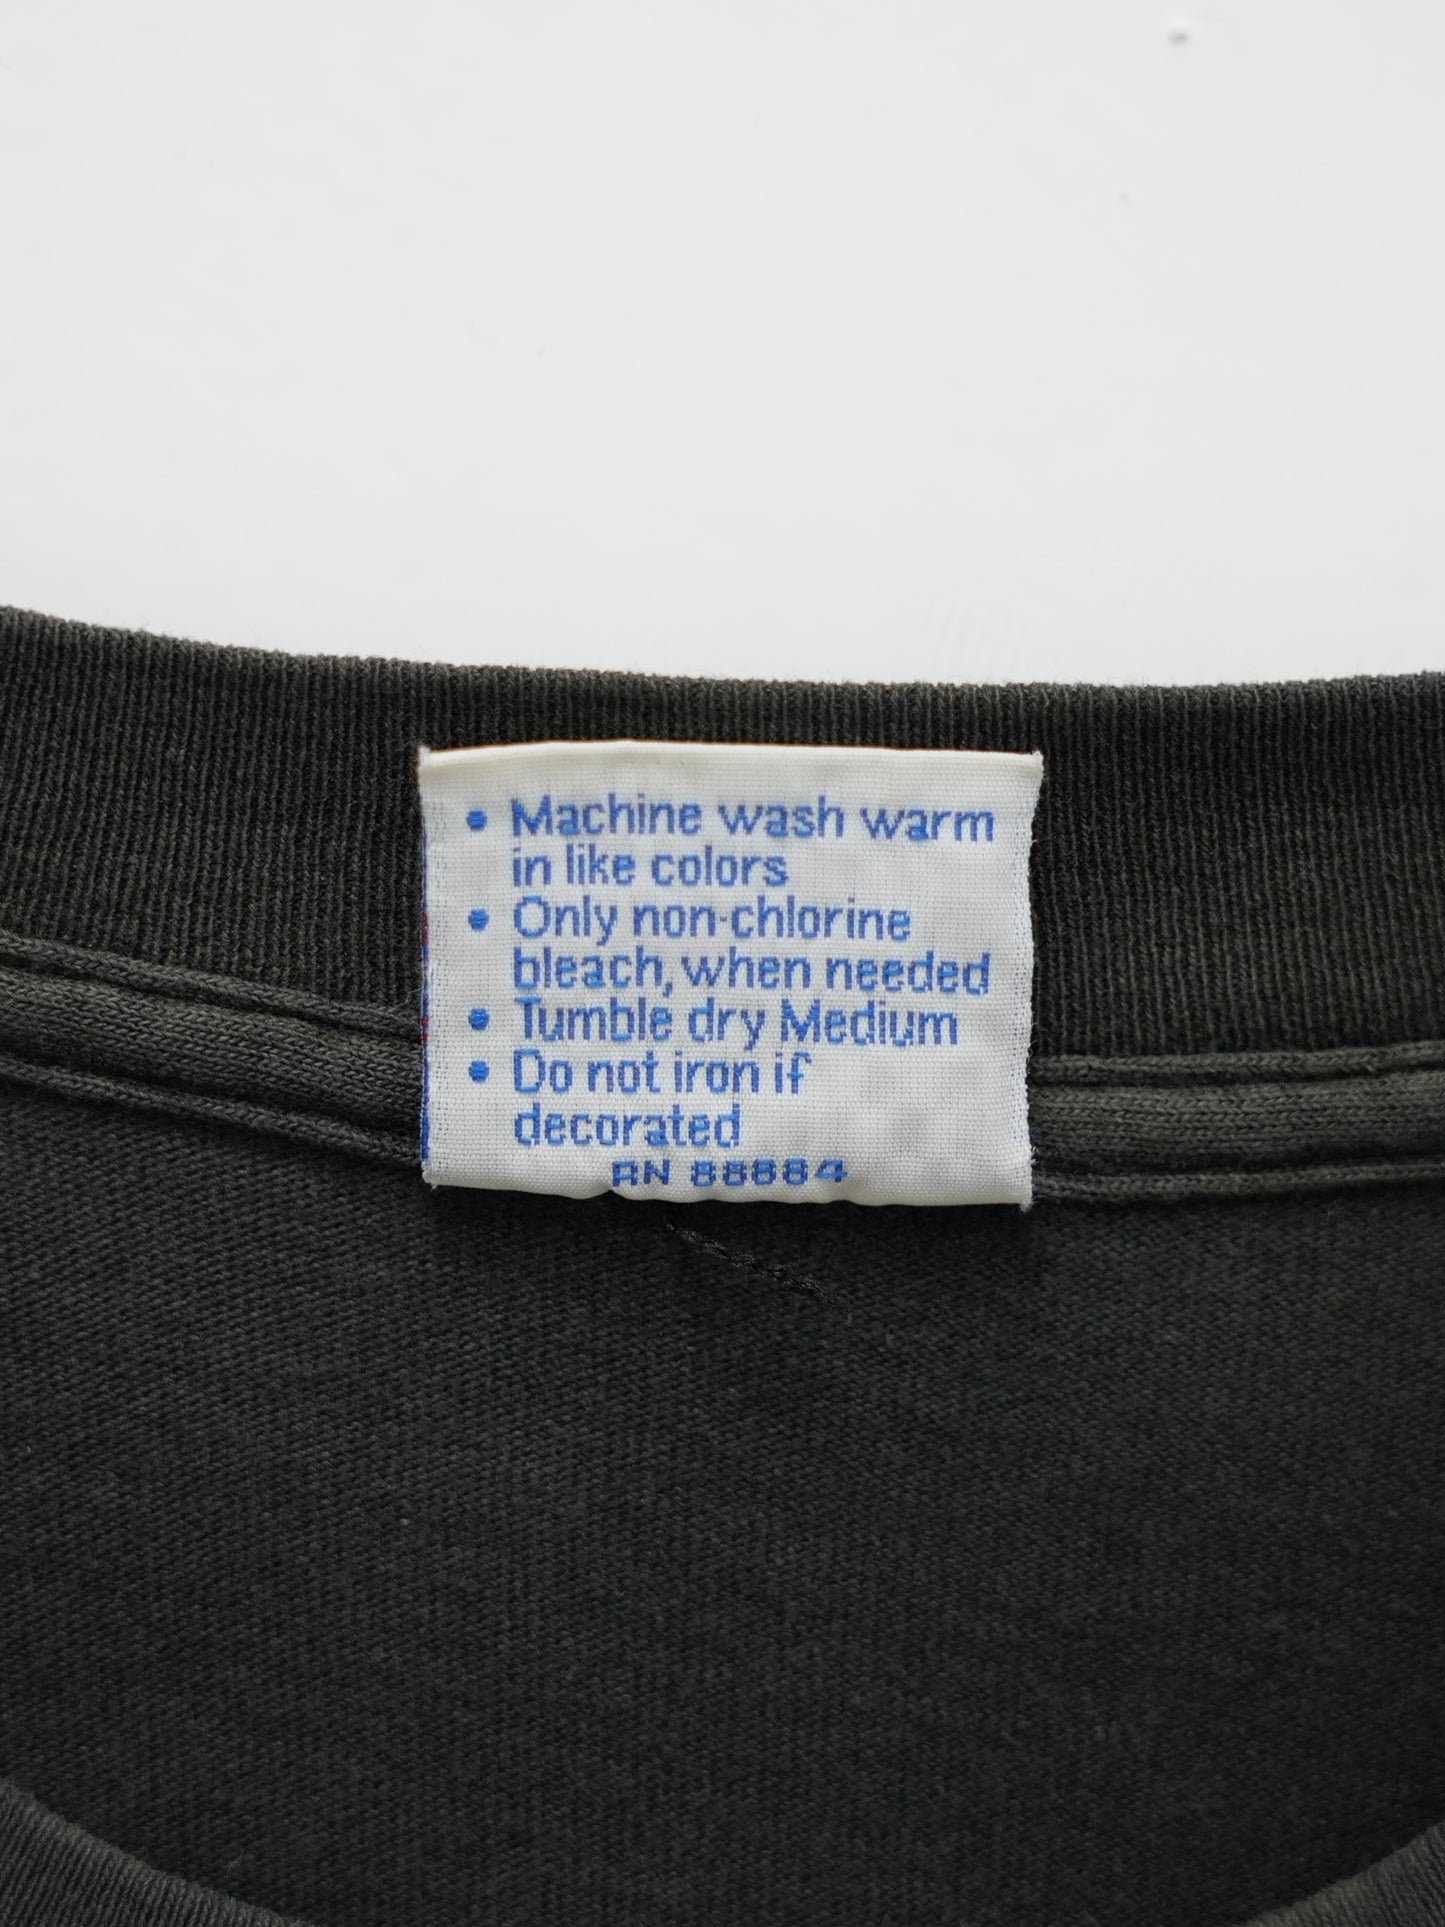 • Machine wash warm
in like colors
• Only non-chlorine
bleach, when needed
• Tumble dry Medium
• Do not iron if
decorated
RN 88884